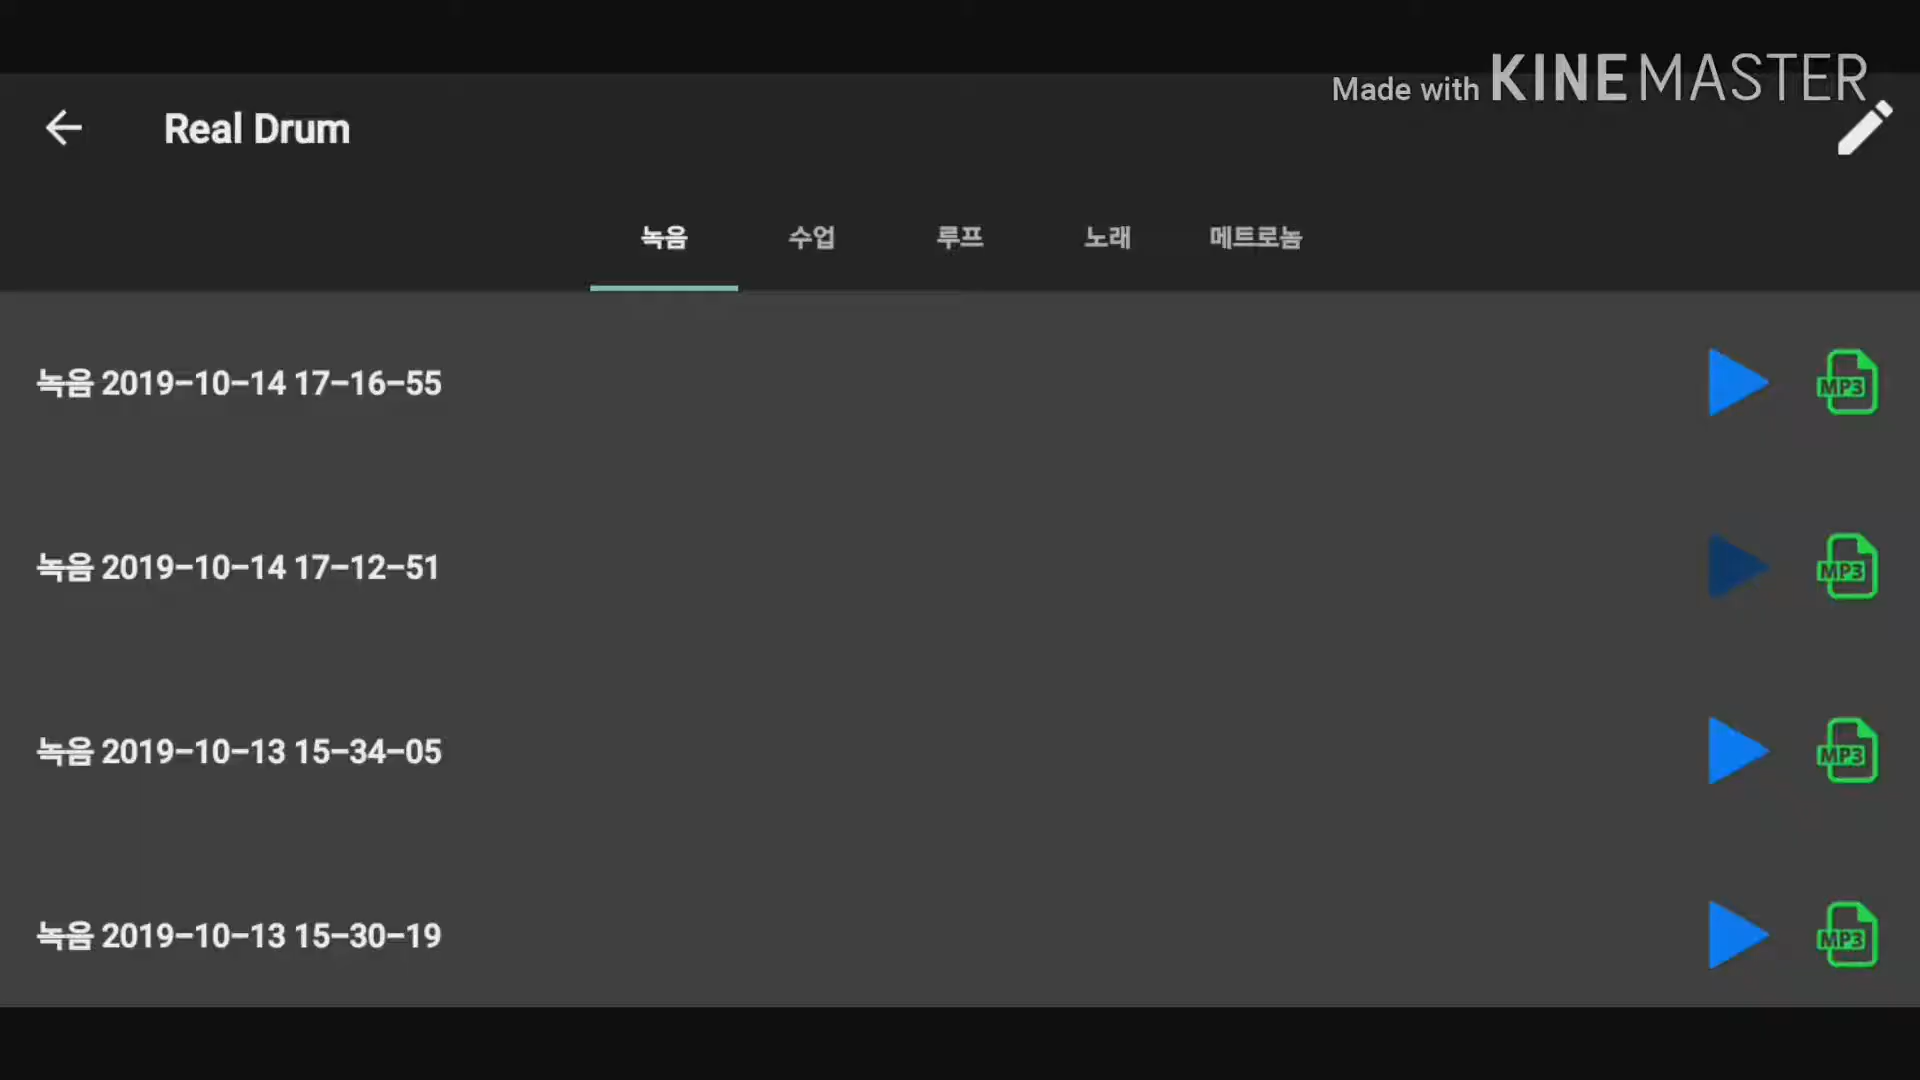 Made with KINEMASTER
Real Drum
녹음 수업 루프 노래 메트로놈
녹음 2019-10-14 17-16-55
MP3
녹음 2019-10-14 17-12-51
MP3
녹음 2019-10-13 15-34-05
MP3
녹음 2019-10-13 15-30-19
MP3